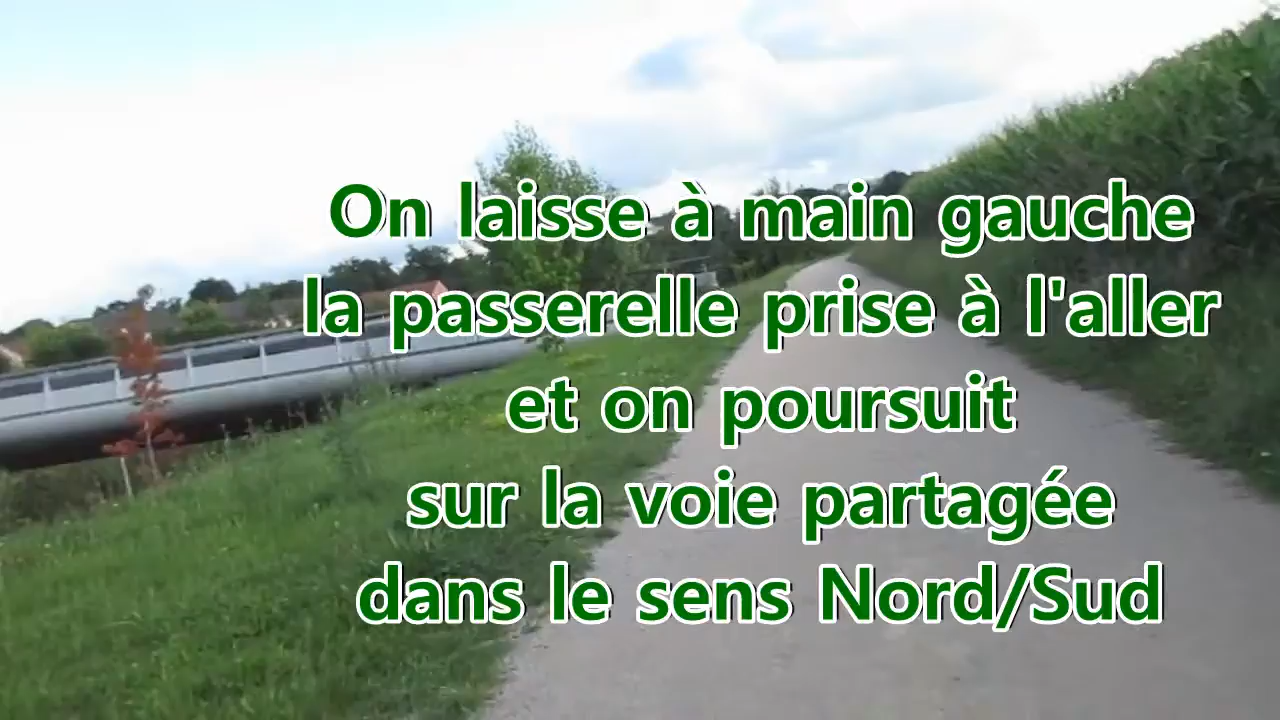 On laisse à main gauche
la passerelle prise à l'aller
et on poursuit
sur la voie partagée
dans le sens Nord/Sud